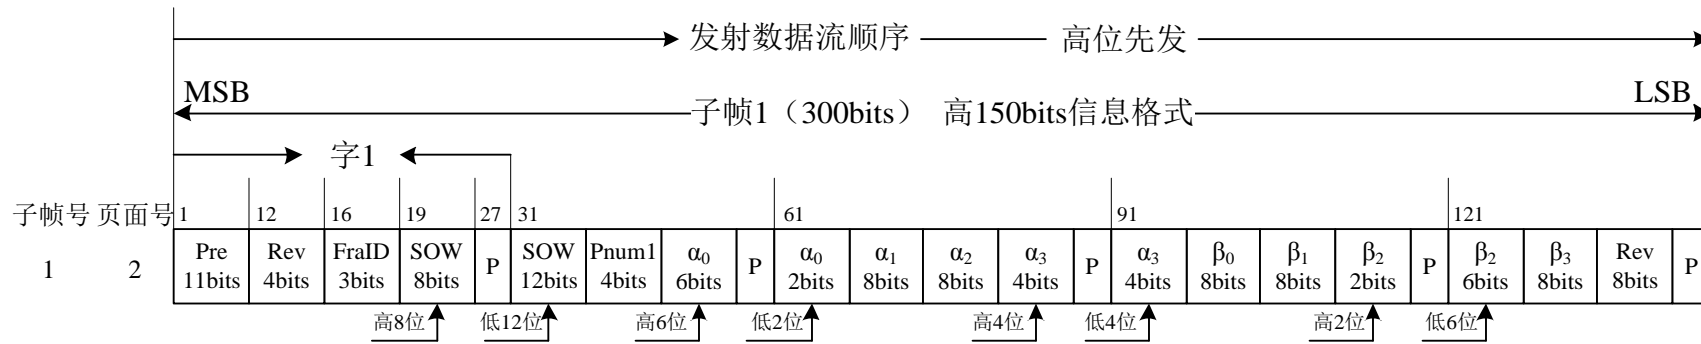 发射数据流顺序 高位先发
MSB LSB
子帧1（300bits） 高150bits信息格式
字1
子帧号 页面号 1 12 16 19 27 31 61 91 121
1 2 Pre 11bits Rev 4bits FraID 3bits SOW 8bits P SOW 12bits Pnum1 4bits α0 6bits P α0 2bits α1 8bits α2 8bits α3 4bits P α3 4bits β0 8bits β1 8bits β2 2bits P β2 6bits β3 8bits Rev 8bits P
高8位 低12位 高6位 低2位 高4位 低4位 高2位 低6位